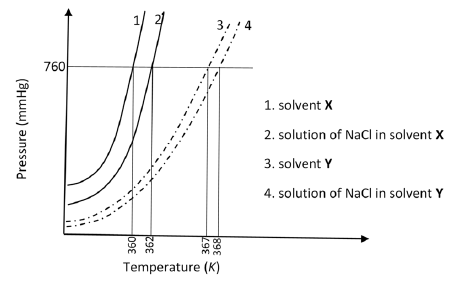 1
2
3
4
760
Pressure (mmHg)
1. solvent X
2. solution of NaCl in solvent X
3. solvent Y
4. solution of NaCl in solvent Y
360
362
367
368
Temperature (K)